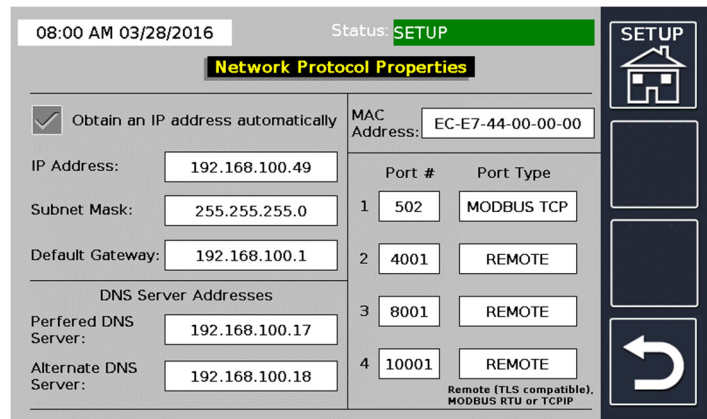 08:00 AM 03/28/2016
Status: SETUP
SETUP
Network Protocol Properties
Obtain an IP address automatically
MAC
Address: EC-E7-44-00-00-00
IP Address: 192.168.100.49
Subnet Mask: 255.255.255.0
Default Gateway: 192.168.100.1
DNS Server Addresses
Perfered DNS
Server: 192.168.100.17
Alternate DNS
Server: 192.168.100.18
Port # Port Type
1 502 MODBUS TCP
2 4001 REMOTE
3 8001 REMOTE
4 10001 REMOTE
Remote (TLS compatible),
MODBUS RTU or TCPIP